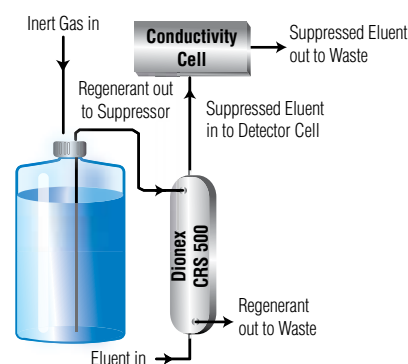 Inert Gas in
Conductivity
Cell
Suppressed Eluent
out to Waste
Regenerant out
to Suppressor
Suppressed Eluent
in to Detector Cell
Dionex
CRS 500
Regenerant
out to Waste
Eluent in